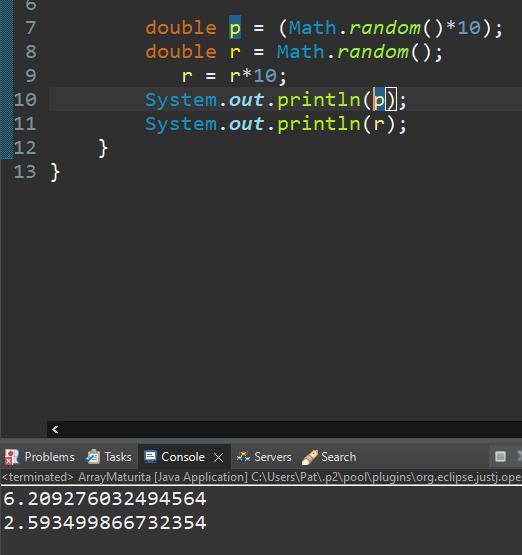 6
7 double p = (Math.random()*10);
8 double r = Math.random();
9 r = r*10;
10 System.out.println(p);
11 System.out.println(r);
12 }
13 }
Problems Tasks Console Servers Search
<terminated> ArrayMaturita [Java Application] C:\Users\Pat\.p2\pool\plugins\org.eclipse.justj.ope
6.209276032494564
2.593499866732354